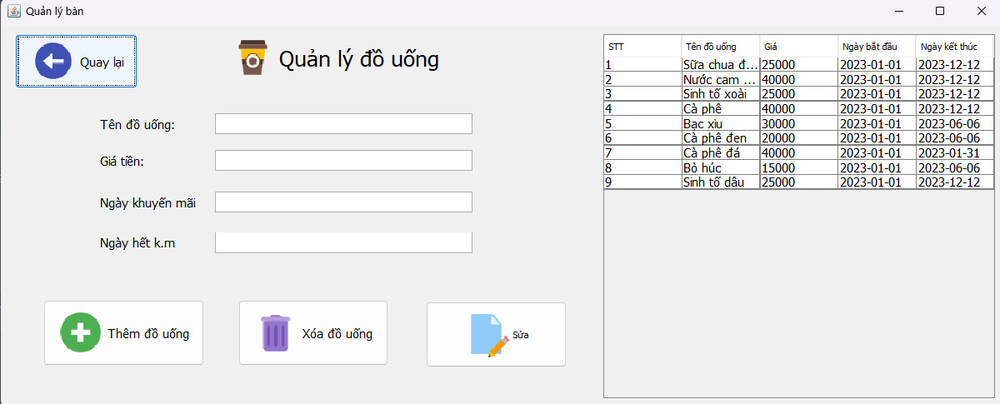 Quản lý bàn
Quay lại
Quản lý đồ uống
Tên đồ uống:
Giá tiền:
Ngày khuyến mãi
Ngày hết k.m
Thêm đồ uống
Xóa đồ uống
Sửa
STT Tên đồ uống Giá Ngày bắt đầu Ngày kết thúc
1 Sữa chua đ... 25000 2023-01-01 2023-12-12
2 Nước cam ... 40000 2023-01-01 2023-12-12
3 Sinh tố xoài 25000 2023-01-01 2023-12-12
4 Cà phê 40000 2023-01-01 2023-12-12
5 Bạc xìu 30000 2023-01-01 2023-06-06
6 Cà phê đen 20000 2023-01-01 2023-06-06
7 Cà phê đá 40000 2023-01-01 2023-01-31
8 Bò húc 15000 2023-01-01 2023-06-06
9 Sinh tố dâu 25000 2023-01-01 2023-12-12